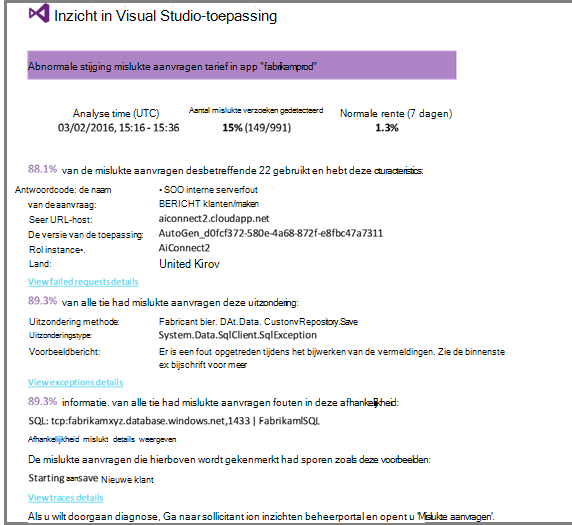 Inzicht in Visual Studio-toepassing
Abnormale stijging mislukte aanvragen tarief in app "fabrikamprod"
Analyse time (UTC) Aantal mislukte verzoeken gedetecteerd Normale rente (7 dagen)
03/02/2016, 15:16 - 15:36 15% (149/991) 1.3%
88.1% van de mislukte aanvragen desbetreffende 22 gebruikt en hebt deze
Antwoordcode: de naam • SOO interne serverfout
van de aanvraag: BERICHT klanten/maken
Seer URL-host: aiconnect2.cloudapp.net
De versie van de toepassing: AutoGen_d0fcf372-580e-4a68-872f-e8fbc47a7311
Rol instance•. AiConnect2
Land: United Kirov
View failed requests details
89.3% van alle tie had mislukte aanvragen deze uitzondering:
Uitzondering methode: Fabricant bier. DAt.Data. CustonvRepository.Save
Uitzonderingstype: System.Data.SqlClient.SqlException
Voorbeeldbericht: Er is een fout opgetreden tijdens het bijwerken van de vermeldingen. Zie de binnenste
ex bijschrift voor meer
View exceptions details
89.3% informatie. van alle tie had mislukte aanvragen fouten in deze afhankelijkheid:
SQL: tcp:fabrikamxyz.database.windows.net,1433 | FabrikamlSQL
Afhankelijkheid mislukt details weergeven
De mislukte aanvragen die hierboven wordt gekenmerkt had sporen zoals deze voorbeelden:
Starting aan save Nieuwe klant
View traces details
Als u wilt doorgaan diagnose, Ga naar sollicitant ion inzichten beheerportal en opent u 'Mislukte aanvragen'.